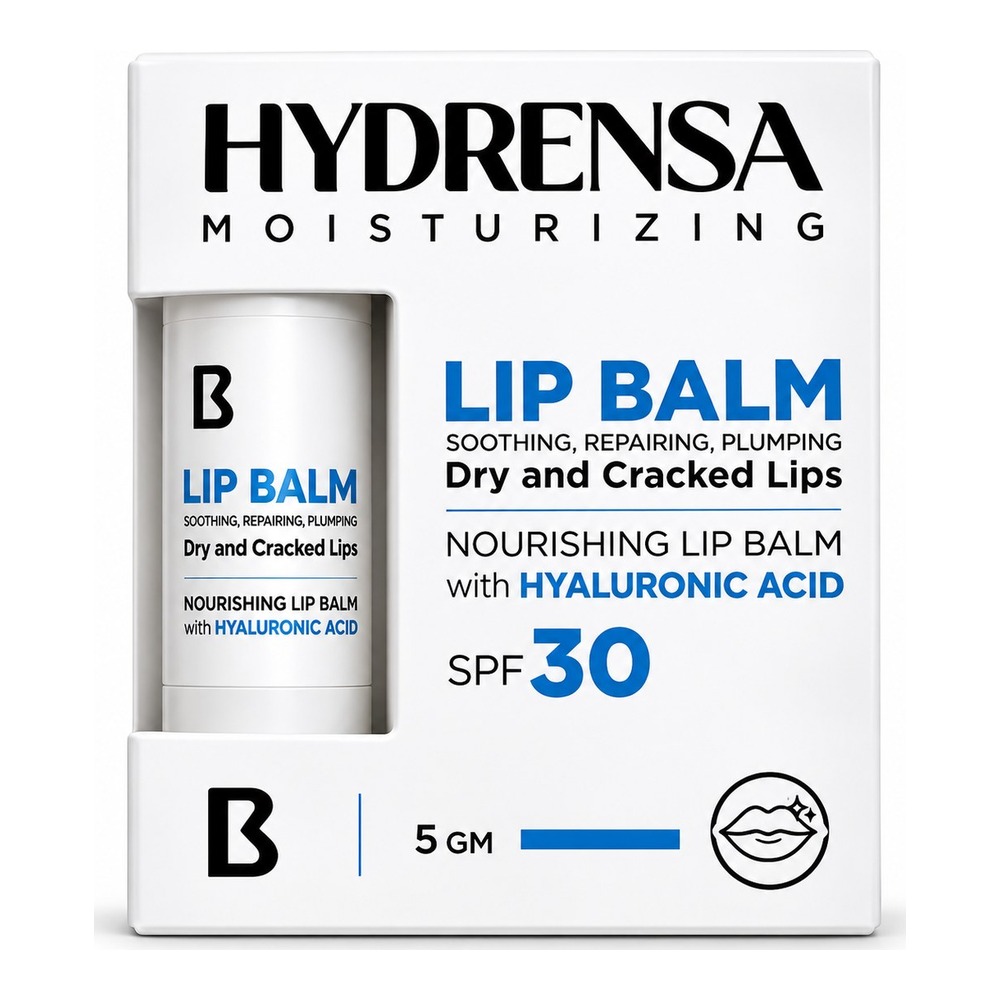 HYDRENSA
MOISTURIZING
B
LIP BALM
SOOTHING, REPAIRING, PLUMPING
Dry and Cracked Lips
NOURISHING LIP BALM
with HYALURONIC ACID
LIP BALM
SOOTHING, REPAIRING, PLUMPING
Dry and Cracked Lips
NOURISHING LIP BALM
with HYALURONIC ACID
SPF 30
B
5 GM